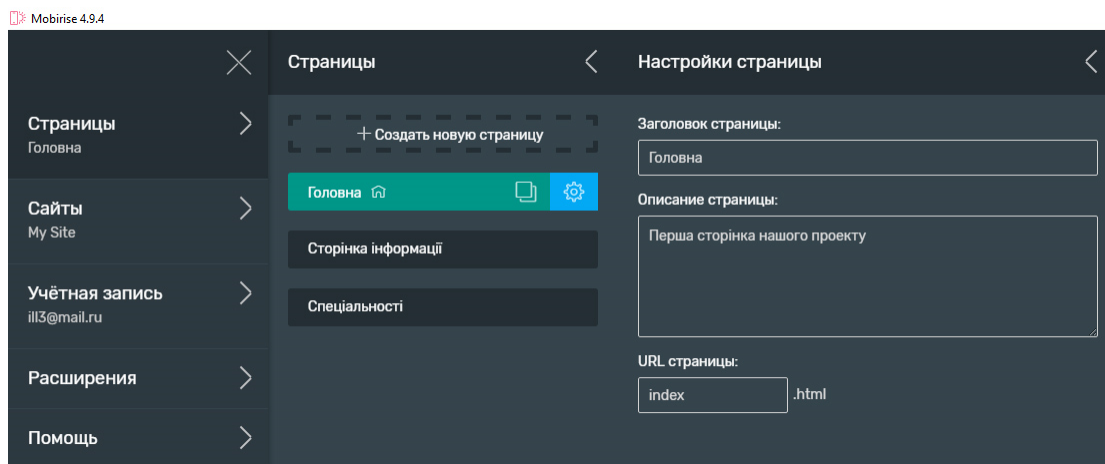 Mobirise 4.9.4
Страницы
Головна
Сайты
My Site
Учётная запись
ill3@mail.ru
Расширения
Помощь
Страницы
Создать новую страницу
Головна
Сторінка інформації
Спеціальності
Настройки страницы
Заголовок страницы:
Головна
Описание страницы:
Перша сторінка нашого проекту
URL страницы:
index .html